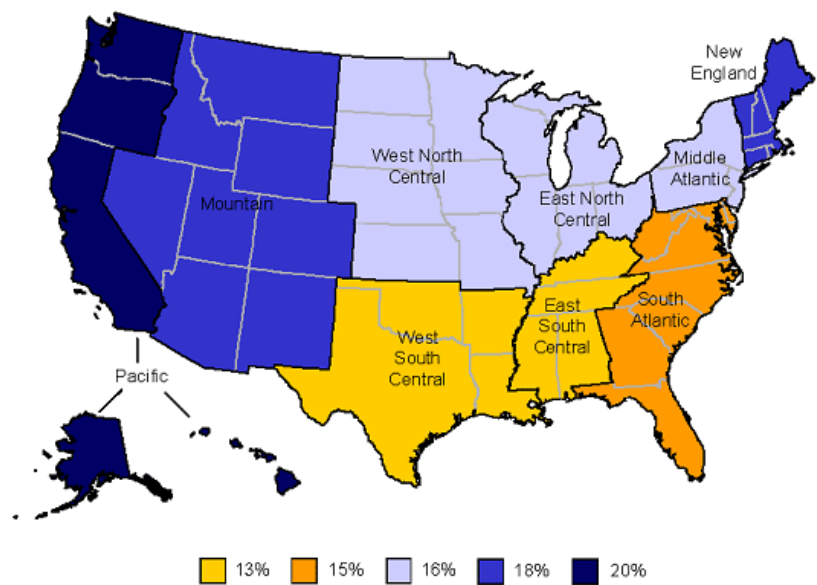 New
England
West North
Central
Middle
Atlantic
Mountain
East North
Central
East
South
Central
South
Atlantic
West
South
Central
Pacific
13%
15%
16%
18%
20%